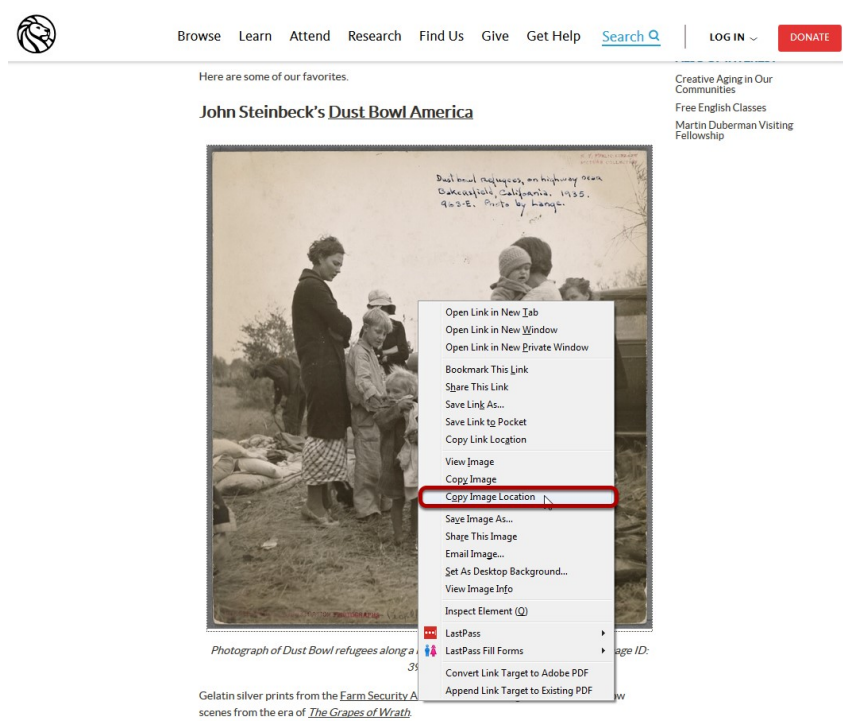 Browse Learn Attend Research Find Us Give Get Help Search LOG IN DONATE
Here are some of our favorites.
John Steinbeck's Dust Bowl America
Creative Aging in Our
Communities
Free English Classes
Martin Duberman Visiting
Fellowship
Dust bowl refugees, on highway near
Bakersfield, California. 1935.
963-E. Photo by Lange.
Open Link in New Tab
Open Link in New Window
Open Link in New Private Window
Bookmark This Link
Share This Link
Save Link As...
Save Link to Pocket
Copy Link Location
View Image
Copy Image
Copy Image Location
Save Image As...
Share This Image
Email Image...
Set As Desktop Background...
View Image Info
Inspect Element (Q)
LastPass
LastPass Fill Forms
Convert Link Target to Adobe PDF
Append Link Target to Existing PDF
Photograph of Dust Bowl refugees along a
ID:
Gelatin silver prints from the Farm Security
scenes from the era of The Grapes of Wrath.